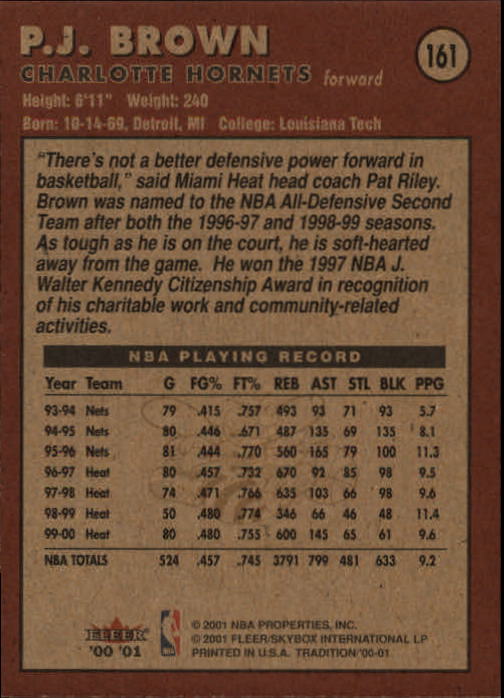 P.J. BROWN
161
CHARLOTTE HORNETS forward
Height: 6'11" Weight: 240
Born: 10-14-69, Detroit, MI College: Louisiana Tech
"There's not a better defensive power forward in
basketball," said Miami Heat head coach Pat Riley.
Brown was named to the NBA All-Defensive Second
Team after both the 1996-97 and 1998-99 seasons.
As tough as he is on the court, he is soft-hearted
away from the game. He won the 1997 NBA J.
Walter Kennedy Citizenship Award in recognition
of his charitable work and community-related
activities.
NBA PLAYING RECORD
Year Team G FG% FT% REB AST STL BLK PPG
93-94 Nets 79 .415 .757 493 93 71 93 5.7
94-95 Nets 80 .446 .671 487 135 69 135 8.1
95-96 Nets 81 .444 .770 560 165 79 100 11.3
96-97 Heat 80 .457 .732 670 92 85 98 9.5
97-98 Heat 74 .471 .766 635 103 66 98 9.6
98-99 Heat 50 .480 .774 346 66 46 48 11.4
99-00 Heat 80 .480 .755 600 145 65 61 9.6
NBA TOTALS 524 .457 .745 3791 799 481 633 9.2
FLEER
'00 '01
© 2001 NBA PROPERTIES, INC.
© 2001 FLEER/SKYBOX INTERNATIONAL LP
PRINTED IN U.S.A. TRADITION '00-01